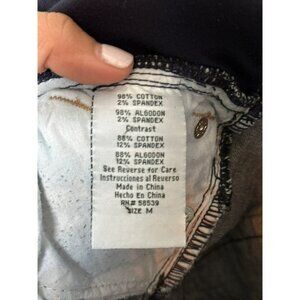 98% COTTON
2% SPANDEX
98% ALGODON
2% SPANDEX
Contrast
88% COTTON
12% SPANDEX
88% ALGODON
12% SPANDEX
See Reverse for Care
Instrucciones al Reverso
Made in China
Hecho En China
RN# 58539
SIZE M